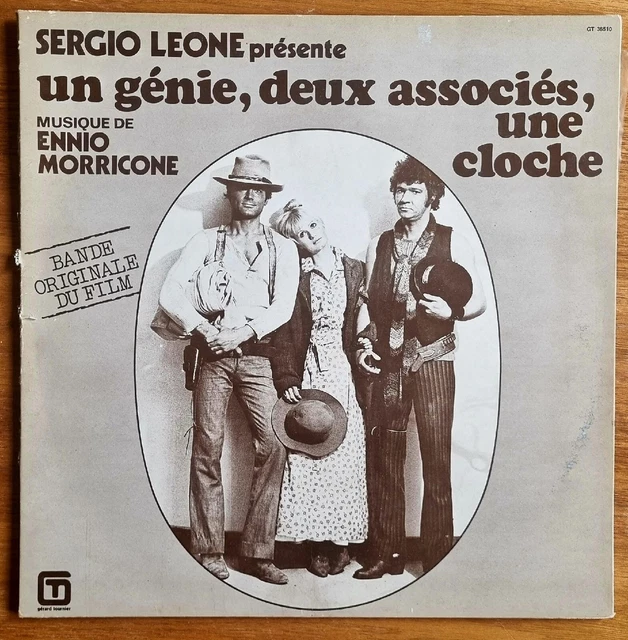 GT 36510
SERGIO LEONE présente
un génie, deux associés,
une
cloche
MUSIQUE DE
ENNIO
MORRICONE
BANDE
ORIGINALE
DU FILM
gérard tournier